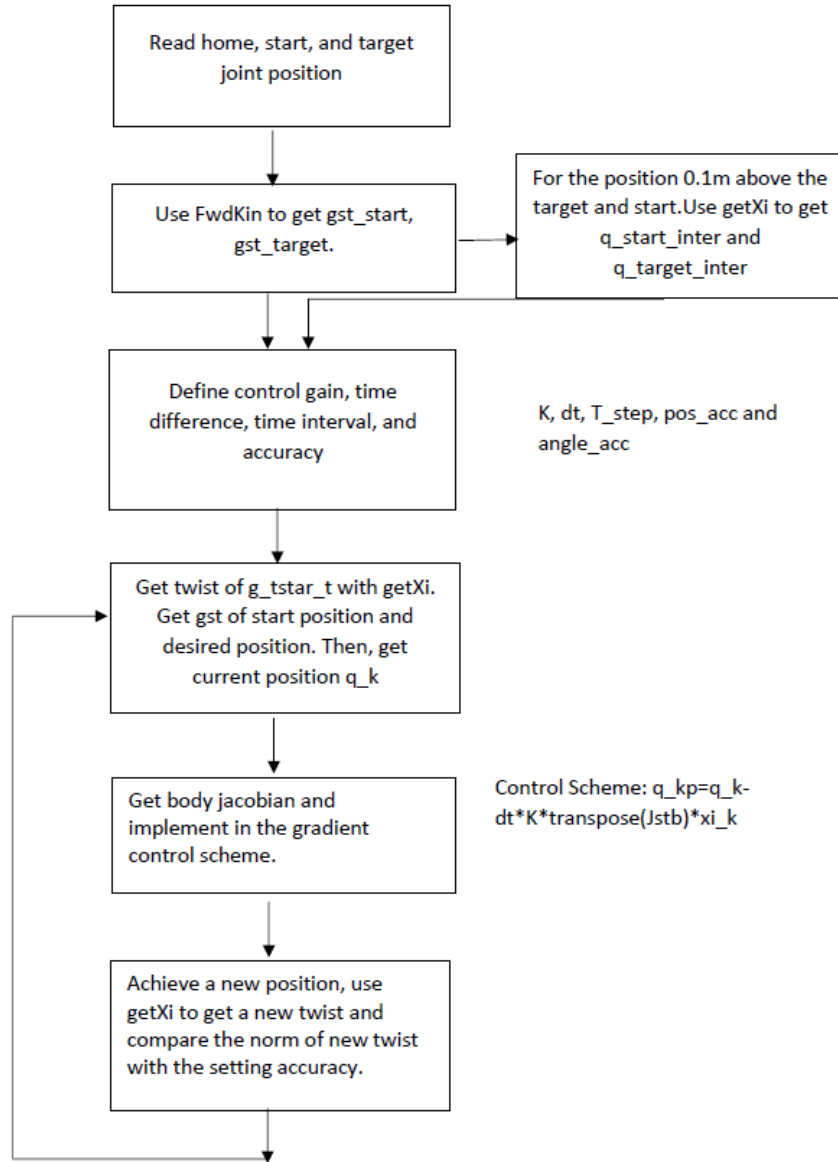 Read home, start, and target
joint position
Use FwdKin to get gst_start,
gst_target.
For the position 0.1m above the
target and start.Use getXi to get
q_start_inter and
q_target_inter
Define control gain, time
difference, time interval, and
accuracy
K, dt, T_step, pos_acc and
angle_acc
Get twist of g_tstar_t with getXi.
Get gst of start position and
desired position. Then, get
current position q_k
Get body jacobian and
implement in the gradient
control scheme.
Control Scheme: q_kp=q_k-
dt*K*transpose(Jstb)*xi_k
Achieve a new position, use
getXi to get a new twist and
compare the norm of new twist
with the setting accuracy.